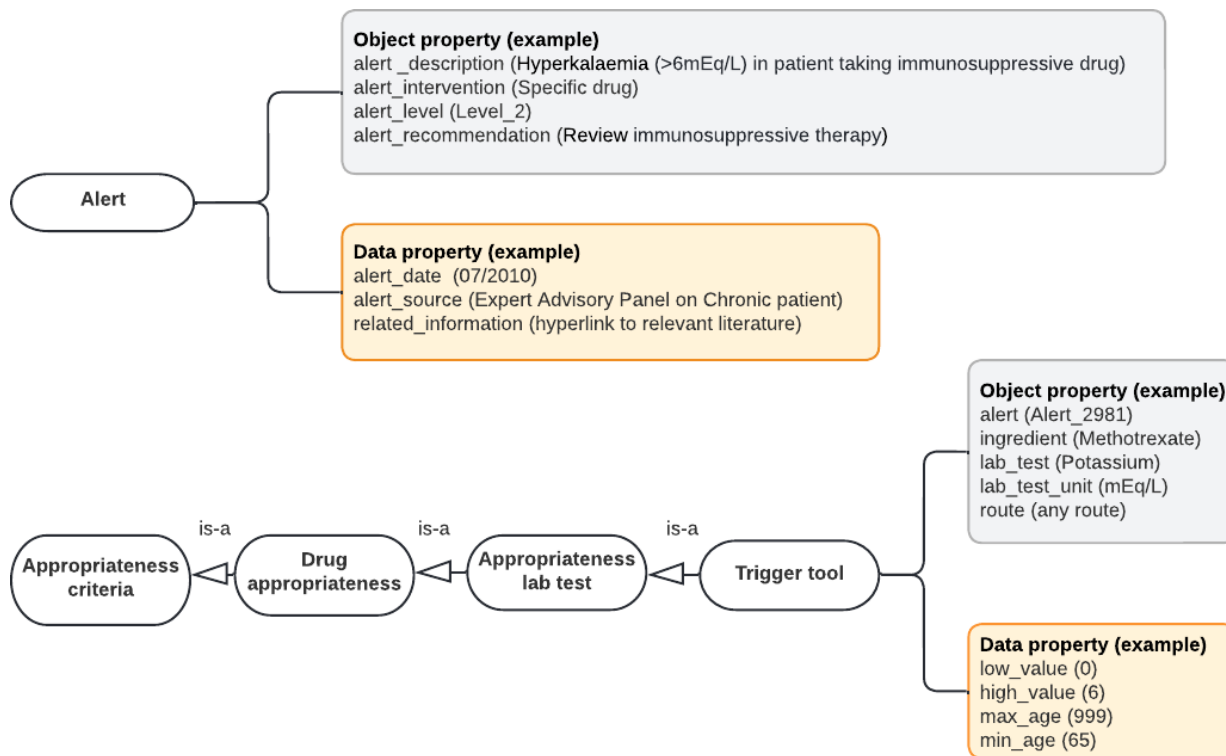 Object property (example)
alert _description (Hyperkalaemia (>6mEq/L) in patient taking immunosuppressive drug)
alert_intervention (Specific drug)
alert_level (Level_2)
alert_recommendation (Review immunosuppressive therapy)
Alert
Data property (example)
alert_date (07/2010)
alert_source (Expert Advisory Panel on Chronic patient)
related_information (hyperlink to relevant literature)
Object property (example)
alert (Alert_2981)
ingredient (Methotrexate)
lab_test (Potassium)
lab_test_unit (mEq/L)
route (any route)
is-a
is-a
is-a
Appropriateness
criteria
Drug
appropriateness
Appropriateness
lab test
Trigger tool
Data property (example)
low_value (0)
high_value (6)
max_age (999)
min_age (65)